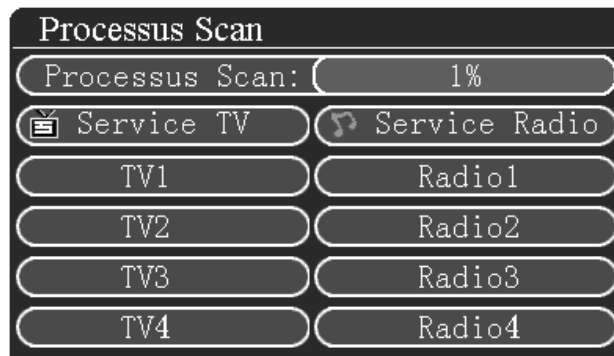 Processus Scan
Processus Scan: 1%
Service TV Service Radio
TV1 Radio1
TV2 Radio2
TV3 Radio3
TV4 Radio4